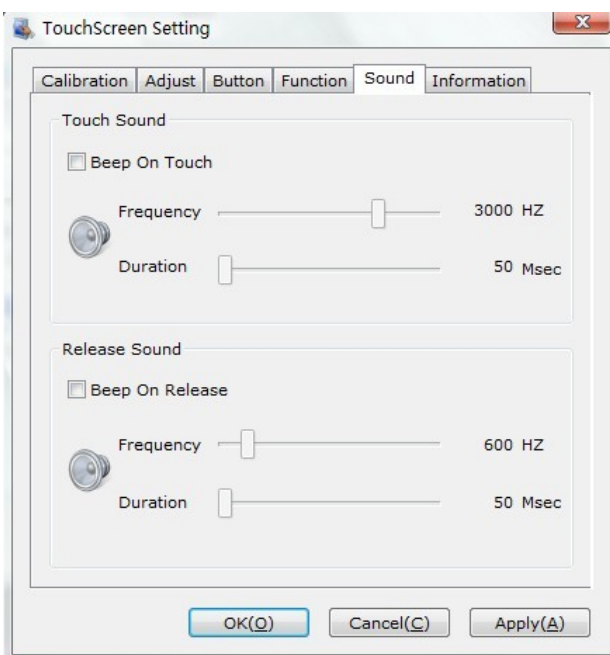 TouchScreen Setting
Calibration Adjust Button Function Sound Information
Touch Sound
Beep On Touch
Frequency 3000 HZ
Duration 50 Msec
Release Sound
Beep On Release
Frequency 600 HZ
Duration 50 Msec
OK(O) Cancel(C) Apply(A)